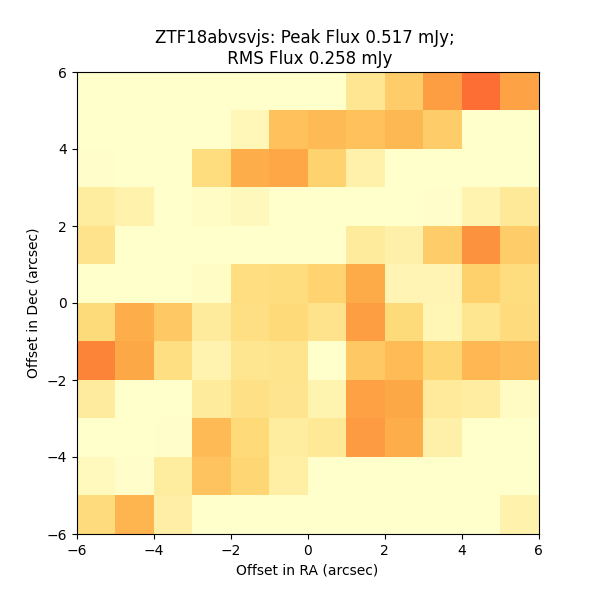 ZTF18abvsvjs: Peak Flux 0.517 mJy;
RMS Flux 0.258 mJy
6
4
2
0
−2
−4
−6
Offset in Dec (arcsec)
−6 −4 −2 0 2 4 6
Offset in RA (arcsec)